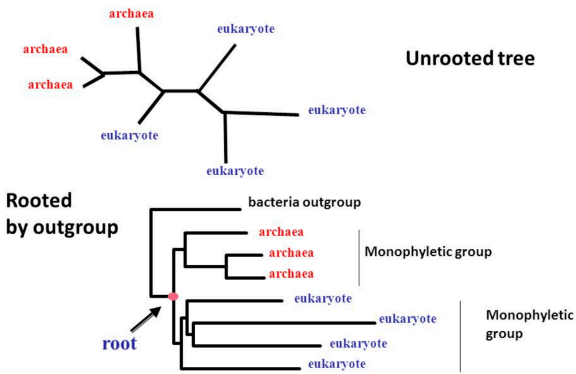 archaea
eukaryote
archaea
Unrooted tree
archaea
eukaryote
eukaryote
eukaryote
Rooted
by outgroup
bacteria outgroup
archaea
archaea
Monophyletic group
archaea
eukaryote
eukaryote
Monophyletic
group
root
eukaryote
eukaryote